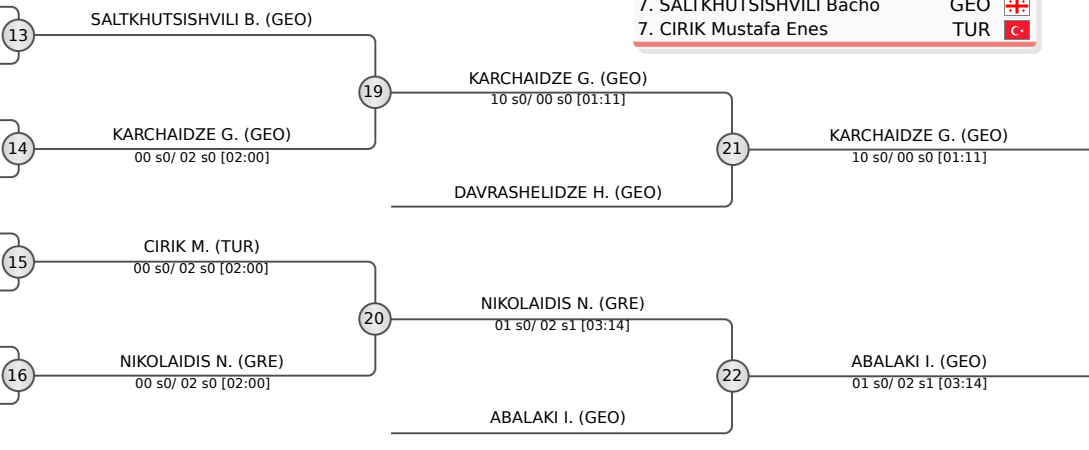 7. SALTKHUTSISHVILI Bacho GEO
7. CIRIK Mustafa Enes TUR
SALTKHUTSISHVILI B. (GEO)
13
19
KARCHAIDZE G. (GEO)
10 s0/ 00 s0 [01:11]
KARCHAIDZE G. (GEO)
14
00 s0/ 02 s0 [02:00]
21
KARCHAIDZE G. (GEO)
10 s0/ 00 s0 [01:11]
DAVRASHELIDZE H. (GEO)
CIRIK M. (TUR)
15
00 s0/ 02 s0 [02:00]
20
NIKOLAIDIS N. (GRE)
01 s0/ 02 s1 [03:14]
NIKOLAIDIS N. (GRE)
16
00 s0/ 02 s0 [02:00]
22
ABALAKI I. (GEO)
01 s0/ 02 s1 [03:14]
ABALAKI I. (GEO)